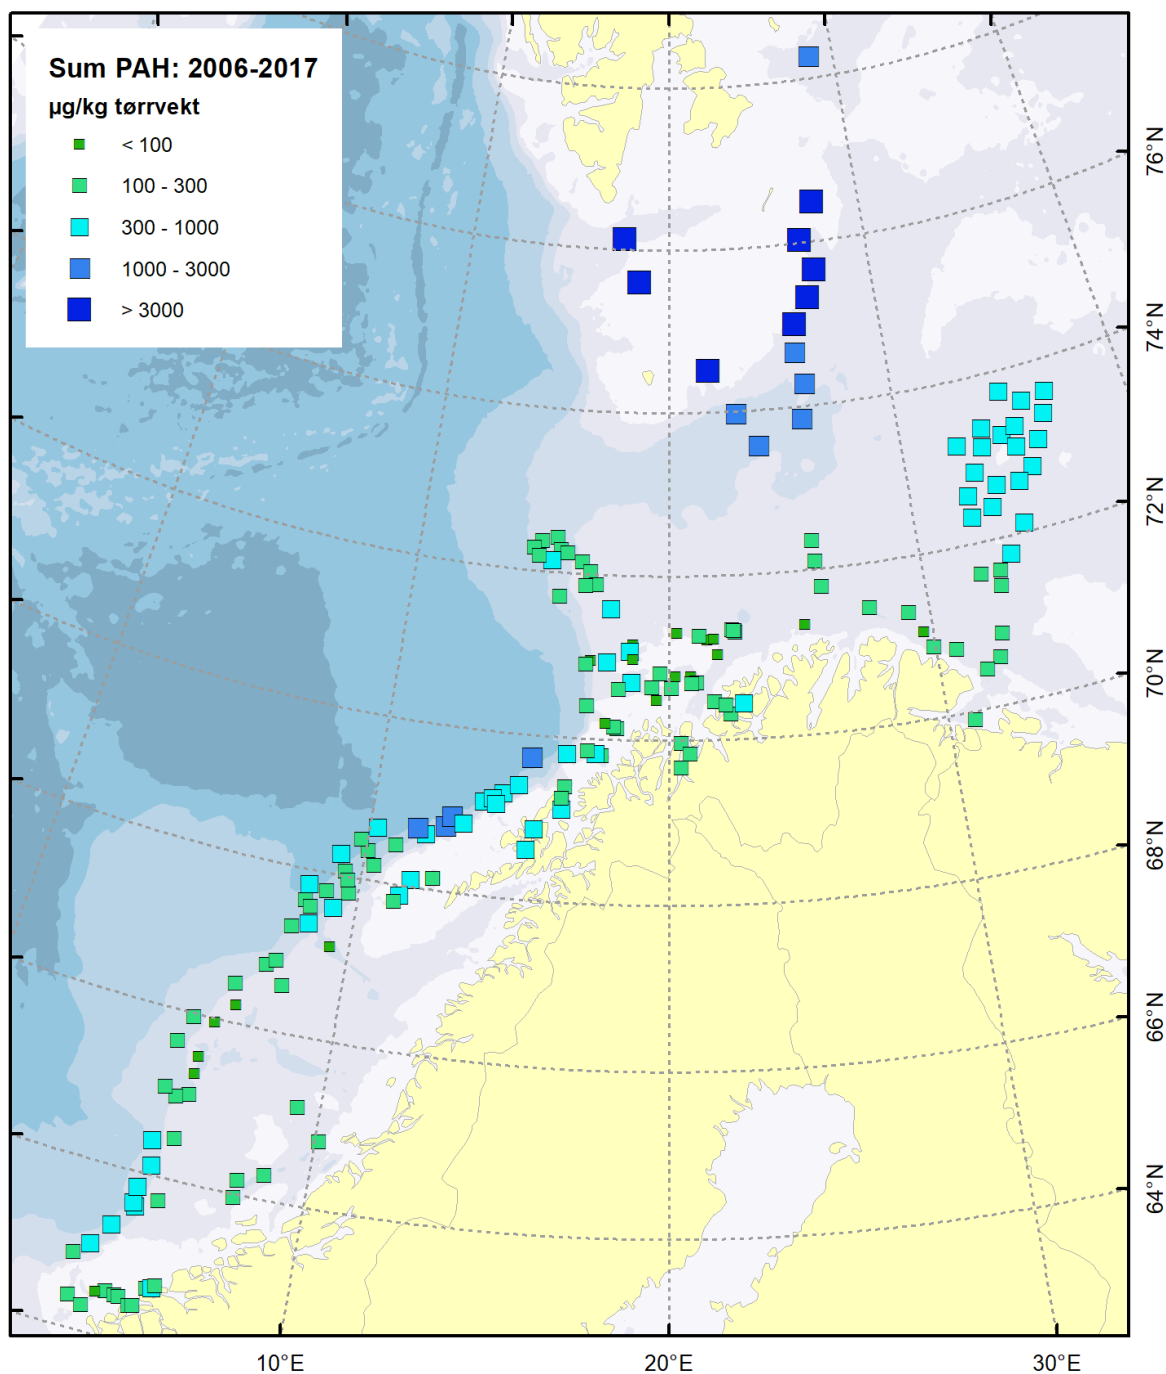 Sum PAH: 2006-2017
µg/kg tørrvekt
< 100
100 - 300
300 - 1000
1000 - 3000
> 3000
76°N
74°N
72°N
70°N
68°N
66°N
64°N
10°E
20°E
30°E